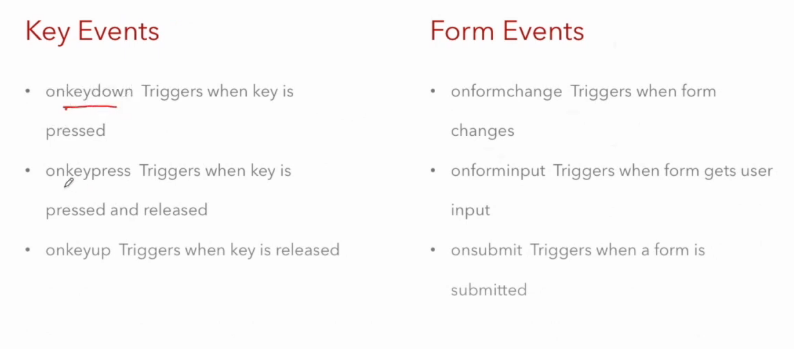 Key Events
• onkeydown Triggers when key is
pressed
• onkeypress Triggers when key is
pressed and released
• onkeyup Triggers when key is released
Form Events
• onformchange Triggers when form
changes
• onforminput Triggers when form gets user
input
• onsubmit Triggers when a form is
submitted